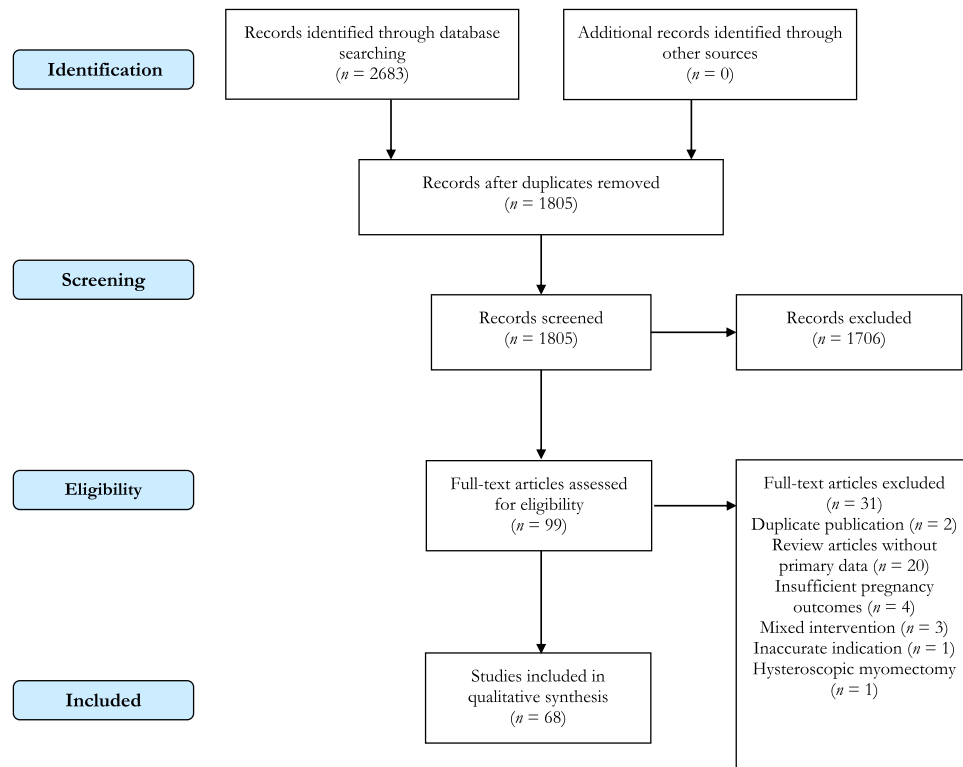 Identification
Records identified through database
searching
(n = 2683)
Additional records identified through
other sources
(n = 0)
Records after duplicates removed
(n = 1805)
Screening
Records screened
(n = 1805)
Records excluded
(n = 1706)
Eligibility
Full-text articles assessed
for eligibility
(n = 99)
Full-text articles excluded
(n = 31)
Duplicate publication (n = 2)
Review articles without
primary data (n = 20)
Insufficient pregnancy
outcomes (n = 4)
Mixed intervention (n = 3)
Inaccurate indication (n = 1)
Hysteroscopic myomectomy
(n = 1)
Included
Studies included in
qualitative synthesis
(n = 68)